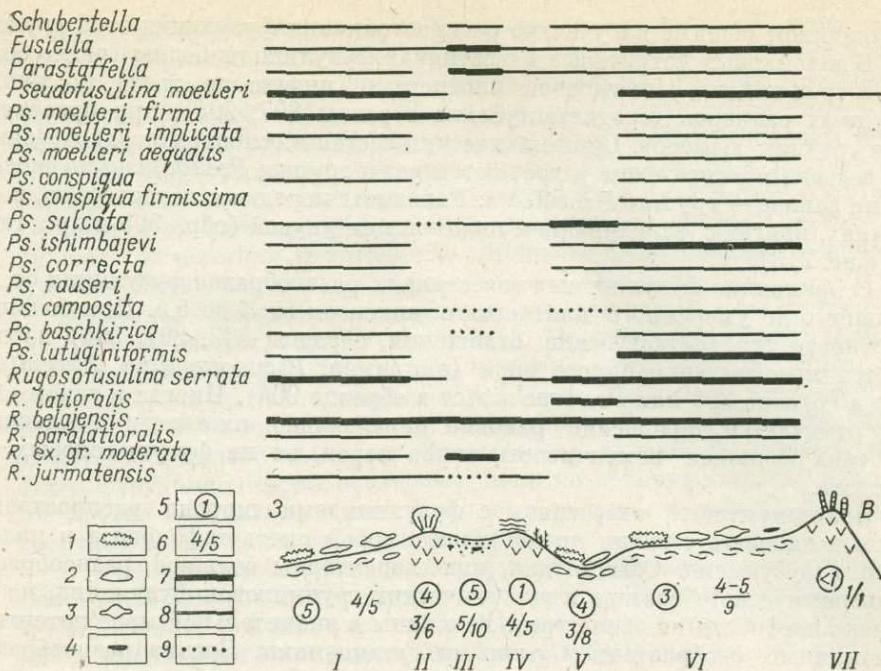 Schubertella
Fusiella
Parastaffella
Pseudofusulina moelleri
Ps. moelleri firma
Ps. moelleri implicata
Ps. moelleri aequalis
Ps. conspiqua
Ps. conspiqua firmissima
Ps. sulcata
Ps. ishimbajevi
Ps. correcta
Ps. rauseri
Ps. composita
Ps. baschkirica
Ps. lutuginiformis
Rugosofusulina serrata
R. latioralis
R. belajensis
R. paralatioralis
R. ex. gr. moderata
R. jurmatensis
1
2
3
4
5 1
6 4/5
7
8
9
З В
5 4/5 4 5 1 4 3 4-5/9 <1 1/1
3/6 5/10 4/5 3/8
II III IV V VI VII